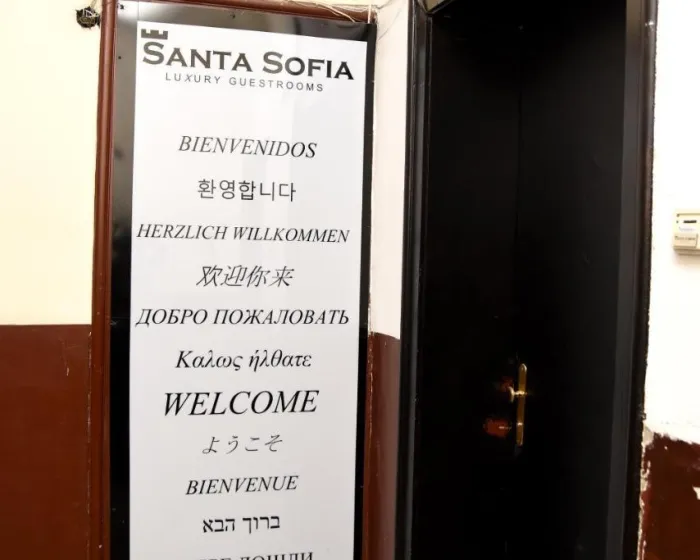 SANTA SOFIA
LUXURY GUESTROOMS
BIENVENIDOS
환영합니다
HERZLICH WILLKOMMEN
欢迎你来
ДОБРО ПОЖАЛОВАТЬ
Καλως ήλθατε
WELCOME
ようこそ
BIENVENUE
ברוך הבא
ДОШЛИ